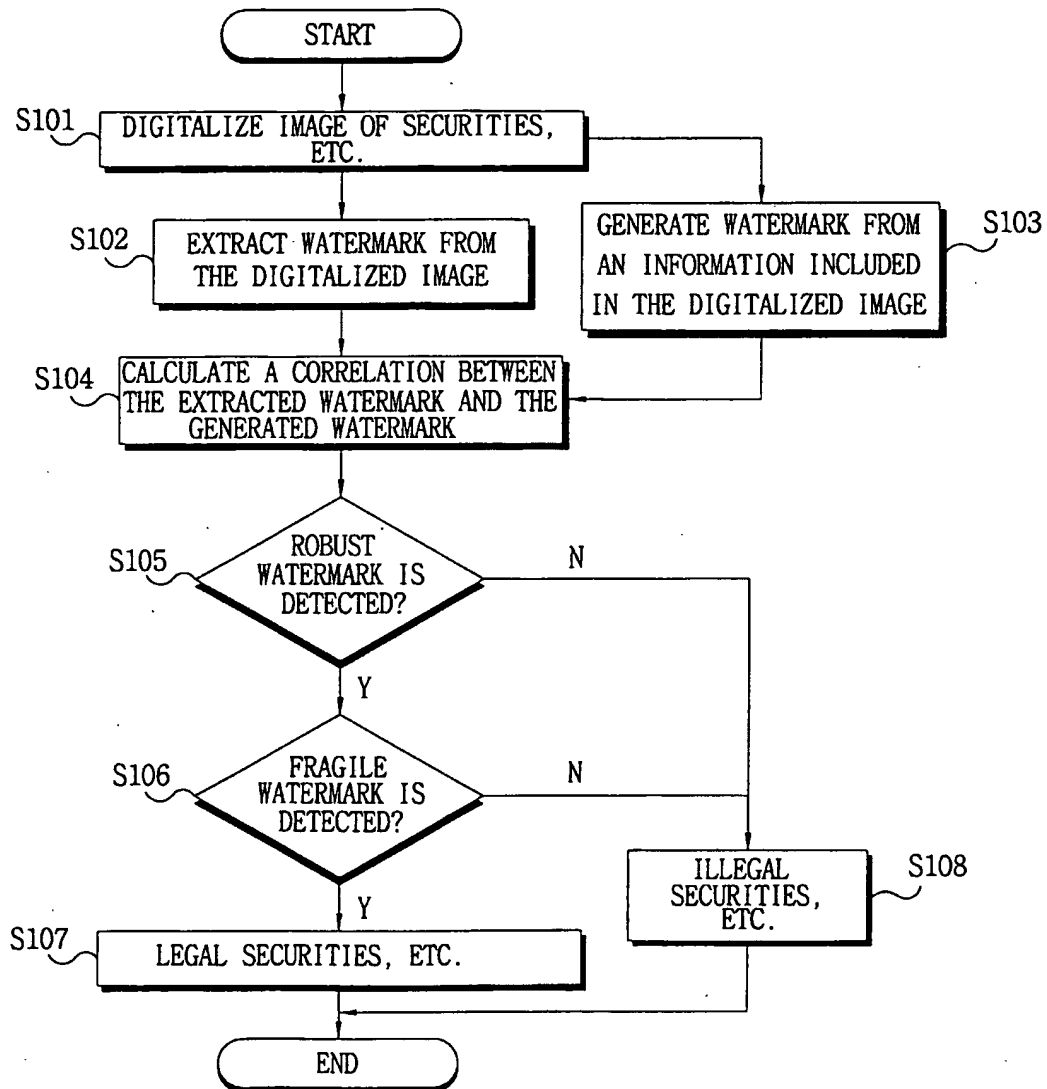 START
S101
DIGITALIZE IMAGE OF SECURITIES,
ETC.
S102
EXTRACT WATERMARK FROM
THE DIGITALIZED IMAGE
GENERATE WATERMARK FROM
AN INFORMATION INCLUDED
IN THE DIGITALIZED IMAGE
S103
S104
CALCULATE A CORRELATION BETWEEN
THE EXTRACTED WATERMARK AND THE
GENERATED WATERMARK
S105
ROBUST
WATERMARK IS
DETECTED?
N
Y
S106
FRAGILE
WATERMARK IS
DETECTED?
N
Y
ILLEGAL
SECURITIES,
ETC.
S108
S107
LEGAL SECURITIES, ETC.
END